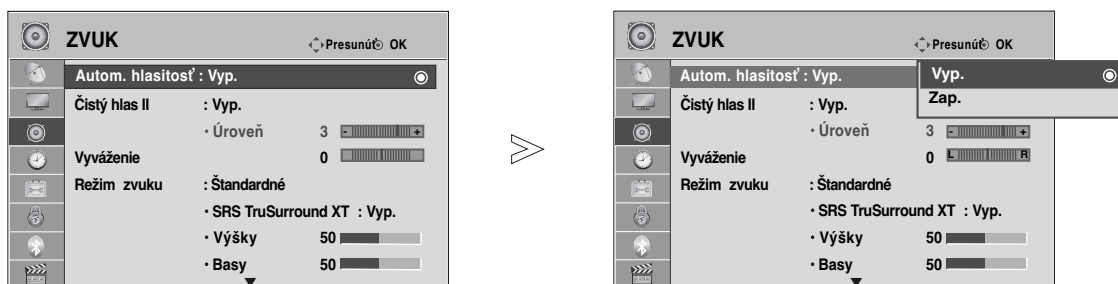 ZVUK
Presunúť OK
Autom. hlasitosť : Vyp.
Čistý hlas II : Vyp.
• Úroveň 3 - +
Vyváženie 0
Režim zvuku : Štandardné
• SRS TruSurround XT : Vyp.
• Výšky 50
• Basy 50
ZVUK
Presunúť OK
Autom. hlasitosť : Vyp.
Vyp.
Zap.
Čistý hlas II : Vyp.
• Úroveň 3 - +
Vyváženie 0 L R
Režim zvuku : Štandardné
• SRS TruSurround XT : Vyp.
• Výšky 50
• Basy 50